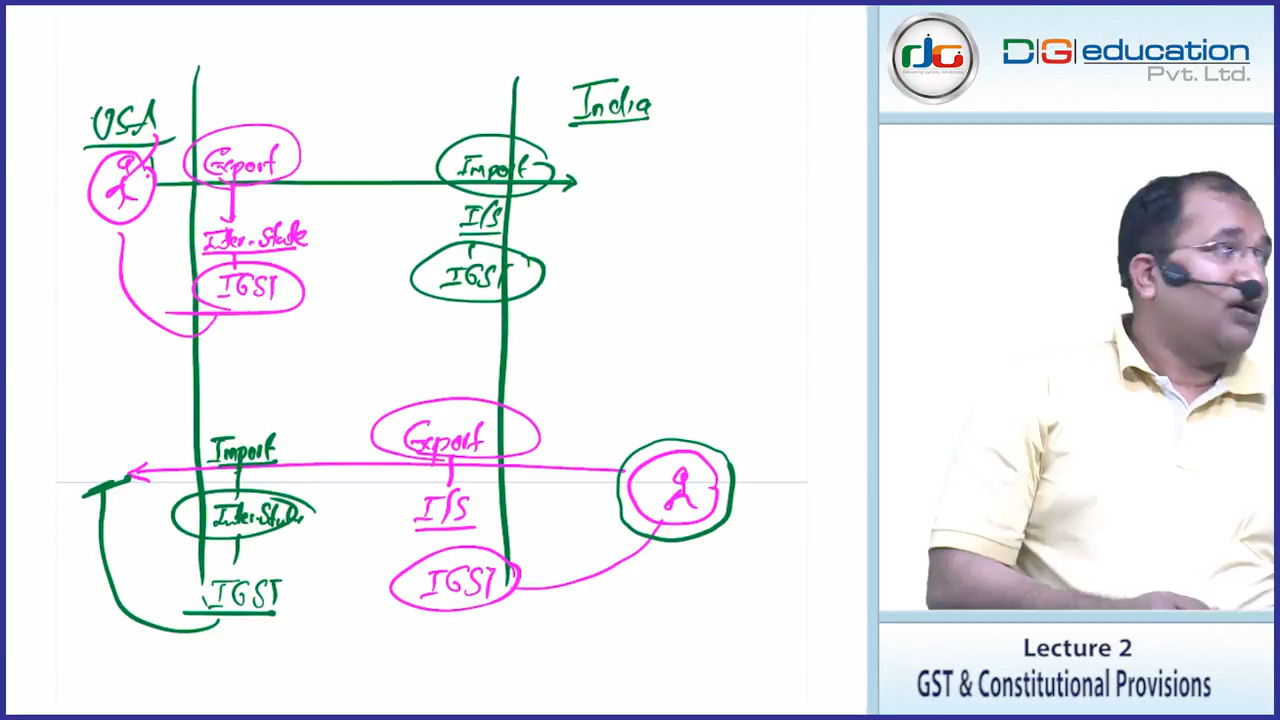 USA
India
Export
Import
Inter-State
I/S
IGST
IGST
Import
Export
Inter-State
I/S
IGST
IGST
DG education
Pvt. Ltd.
Lecture 2
GST & Constitutional Provisions